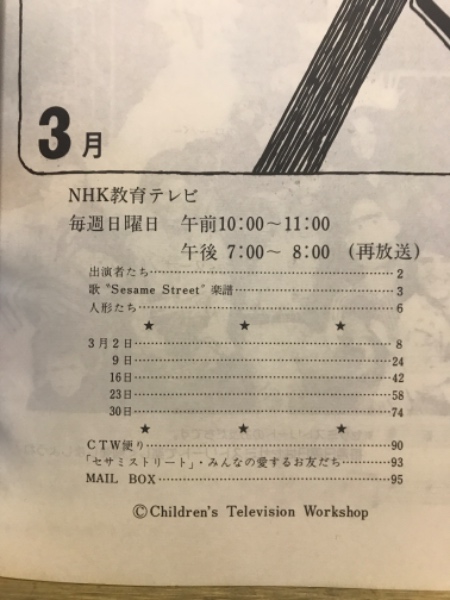 3月
NHK教育テレビ
毎週日曜日 午前10:00～11:00
午後 7:00～ 8:00 (再放送)
出演者たち…………2
歌“Sesame Street”楽譜…………3
人形たち…………6
★ ★ ★
3月2日…………8
9日…………24
16日…………42
23日…………58
30日…………74
★ ★ ★
CTW便り…………90
「セサミストリート」・みんなの愛するお友だち…………93
MAIL BOX…………95
©Children's Television Workshop